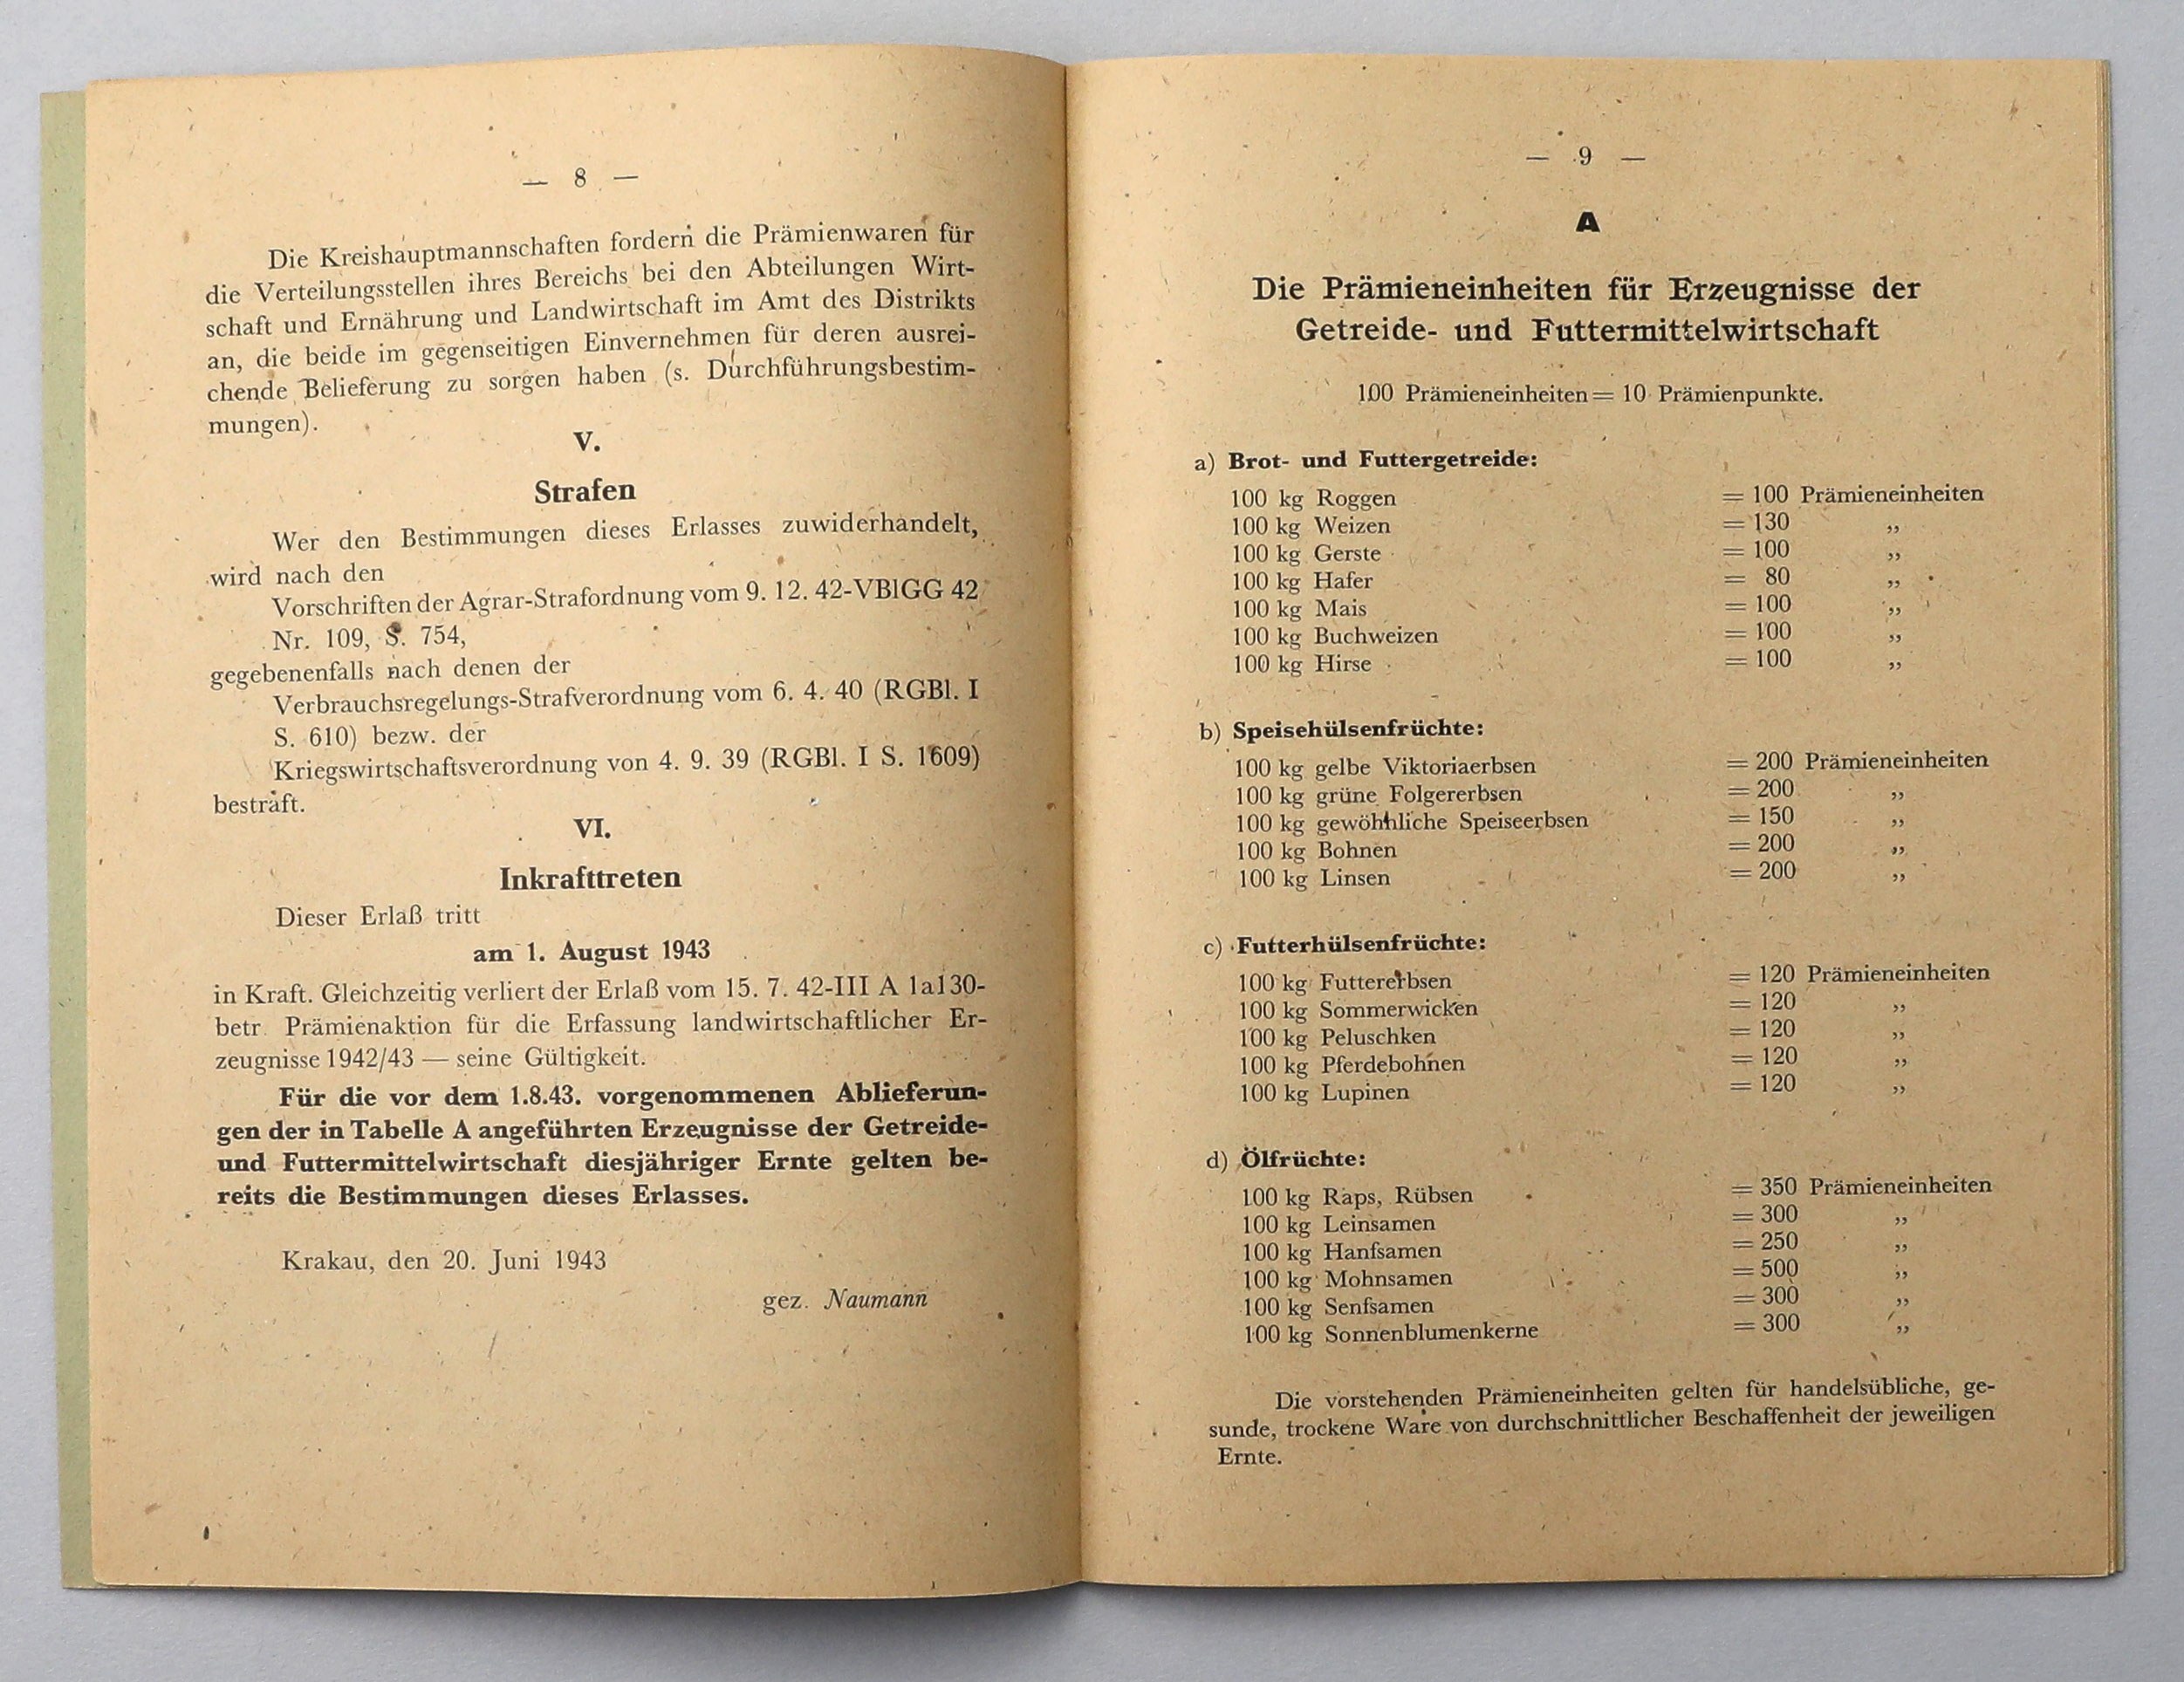 — 8 —
Die Kreishauptmannschaften fordern die Prämienwaren für
die Verteilungsstellen ihres Bereichs bei den Abteilungen Wirt-
schaft und Ernährung und Landwirtschaft im Amt des Distrikts
an, die beide im gegenseitigen Einvernehmen für deren ausrei-
chende Belieferung zu sorgen haben (s. Durchführungsbestim-
mungen).
V.
Strafen
Wer den Bestimmungen dieses Erlasses zuwiderhandelt,
wird nach den
Vorschriften der Agrar-Strafordnung vom 9. 12. 42-VBlGG 42
Nr. 109, S. 754,
gegebenenfalls nach denen der
Verbrauchsregelungs-Strafverordnung vom 6. 4. 40 (RGBl. I
S. 610) bezw. der
Kriegswirtschaftsverordnung von 4. 9. 39 (RGBl. I S. 1609)
bestraft.
VI.
Inkrafttreten
Dieser Erlaß tritt
am 1. August 1943
in Kraft. Gleichzeitig verliert der Erlaß vom 15. 7. 42-III A 1a130-
betr. Prämienaktion für die Erfassung landwirtschaftlicher Er-
zeugnisse 1942/43 — seine Gültigkeit.
Für die vor dem 1.8.43. vorgenommenen Ablieferun-
gen der in Tabelle A angeführten Erzeugnisse der Getreide-
und Futtermittelwirtschaft diesjähriger Ernte gelten be-
reits die Bestimmungen dieses Erlasses.
Krakau, den 20. Juni 1943
gez. Naumann
— 9 —
A
Die Prämieneinheiten für Erzeugnisse der
Getreide- und Futtermittelwirtschaft
100 Prämieneinheiten = 10 Prämienpunkte.
a) Brot- und Futtergetreide:
100 kg Roggen = 100 Prämieneinheiten
100 kg Weizen = 130 „
100 kg Gerste = 100 „
100 kg Hafer = 80 „
100 kg Mais = 100 „
100 kg Buchweizen = 100 „
100 kg Hirse = 100 „
b) Speisehülsenfrüchte:
100 kg gelbe Viktoriaerbsen = 200 Prämieneinheiten
100 kg grüne Folgererbsen = 200 „
100 kg gewöhnliche Speiseerbsen = 150 „
100 kg Bohnen = 200 „
100 kg Linsen = 200 „
c) Futterhülsenfrüchte:
100 kg Futtererbsen = 120 Prämieneinheiten
100 kg Sommerwicken = 120 „
100 kg Peluschken = 120 „
100 kg Pferdebohnen = 120 „
100 kg Lupinen = 120 „
d) Ölfrüchte:
100 kg Raps, Rübsen = 350 Prämieneinheiten
100 kg Leinsamen = 300 „
100 kg Hanfsamen = 250 „
100 kg Mohnsamen = 500 „
100 kg Senfsamen = 300 „
100 kg Sonnenblumenkerne = 300 „
Die vorstehenden Prämieneinheiten gelten für handelsübliche, ge-
sunde, trockene Ware von durchschnittlicher Beschaffenheit der jeweiligen
Ernte.